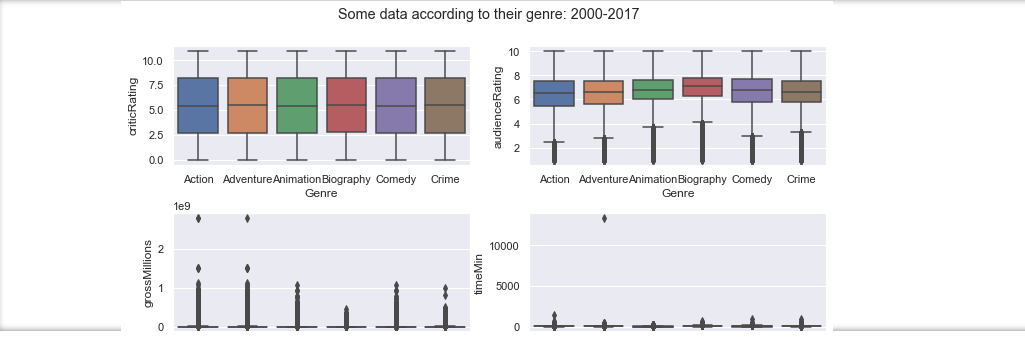 Some data according to their genre: 2000-2017
criticRating
10.0
7.5
5.0
2.5
0.0
Action Adventure Animation Biography Comedy Crime
Genre
audienceRating
10
8
6
4
2
Action Adventure Animation Biography Comedy Crime
Genre
1e9
grossMillions
2
1
0
timeMin
10000
5000
0